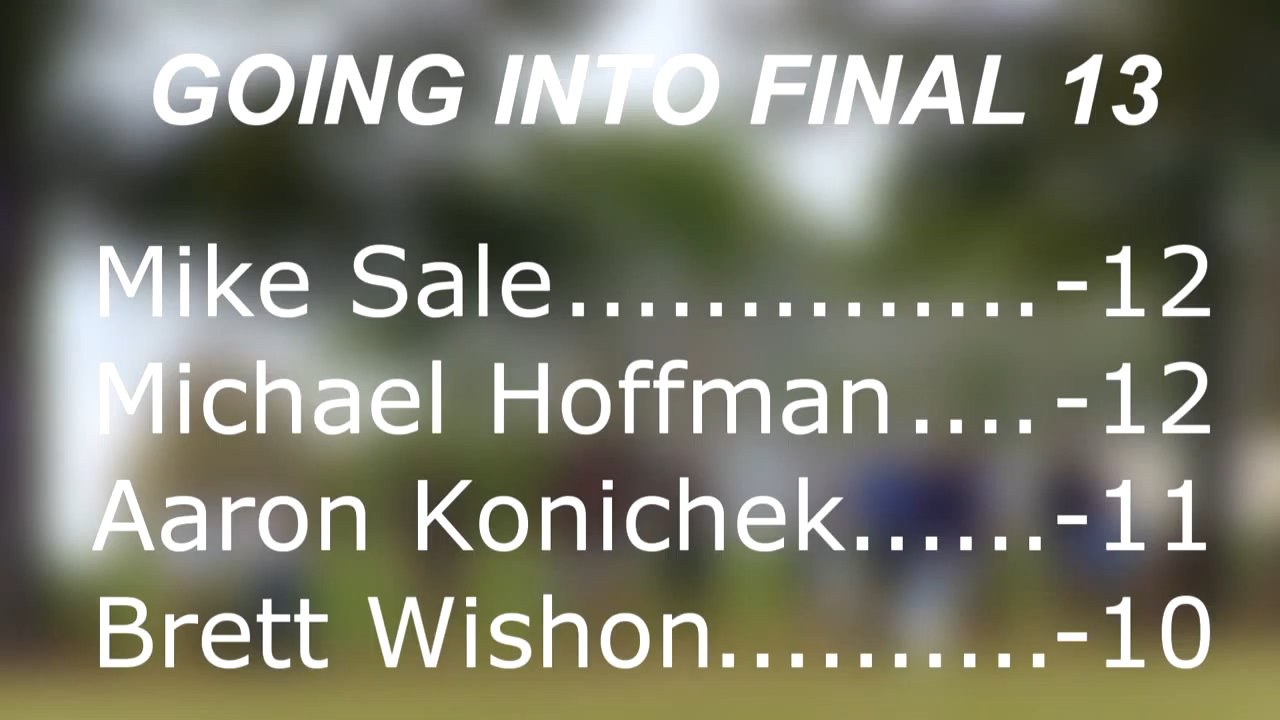 GOING INTO FINAL 13
Mike Sale..............-12
Michael Hoffman....-12
Aaron Konichek......-11
Brett Wishon..........-10